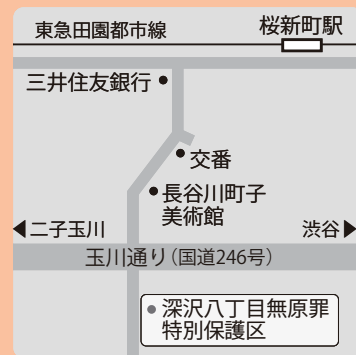 東急田園都市線
桜新町駅
三井住友銀行
交番
長谷川町子
美術館
二子玉川
渋谷
玉川通り(国道246号)
深沢八丁目無原罪
特別保護区